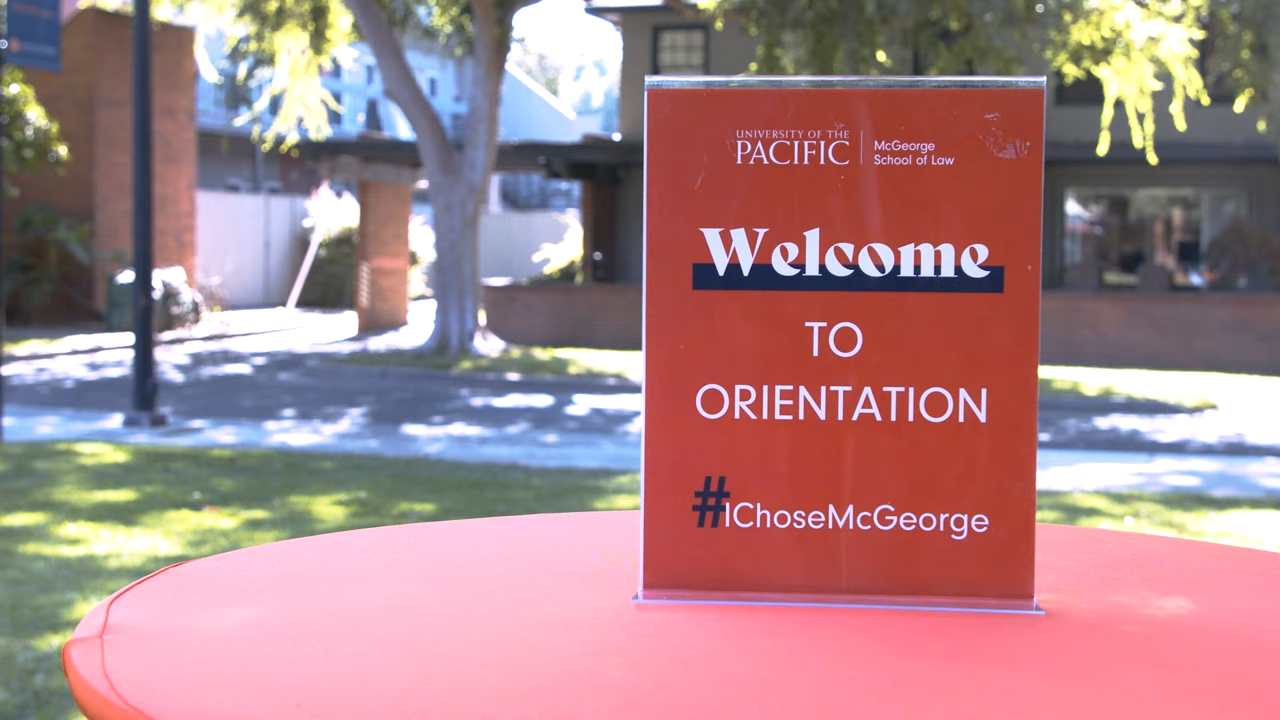 UNIVERSITY OF THE
PACIFIC
McGeorge
School of Law
Welcome
TO
ORIENTATION
#IChoseMcGeorge